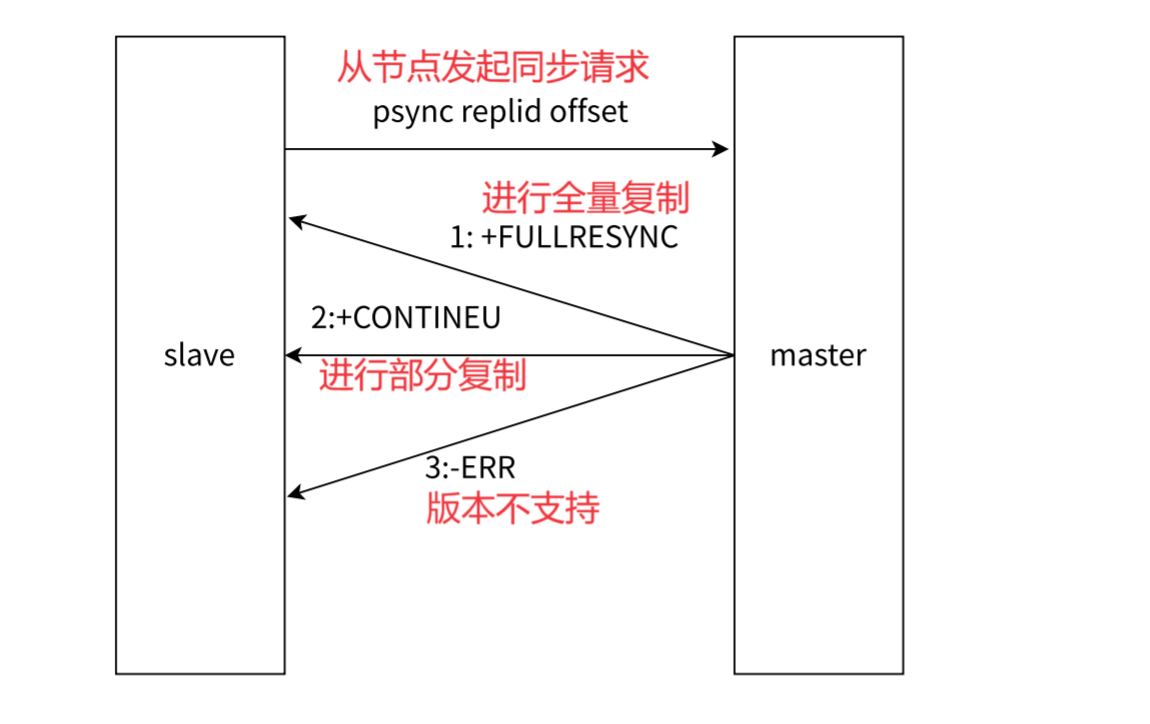 从节点发起同步请求
psync replid offset
进行全量复制
1: +FULLRESYNC
2:+CONTINEU
slave
master
进行部分复制
3:-ERR
版本不支持